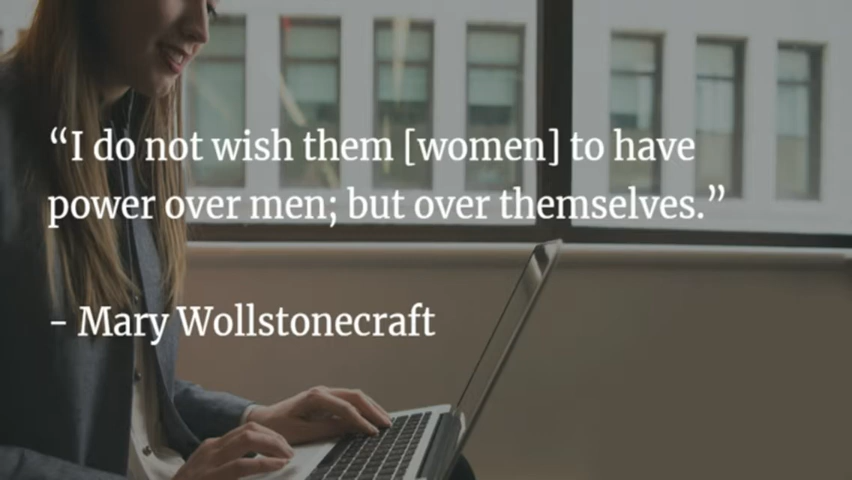 “I do not wish them [women] to have
power over men; but over themselves.”
- Mary Wollstonecraft